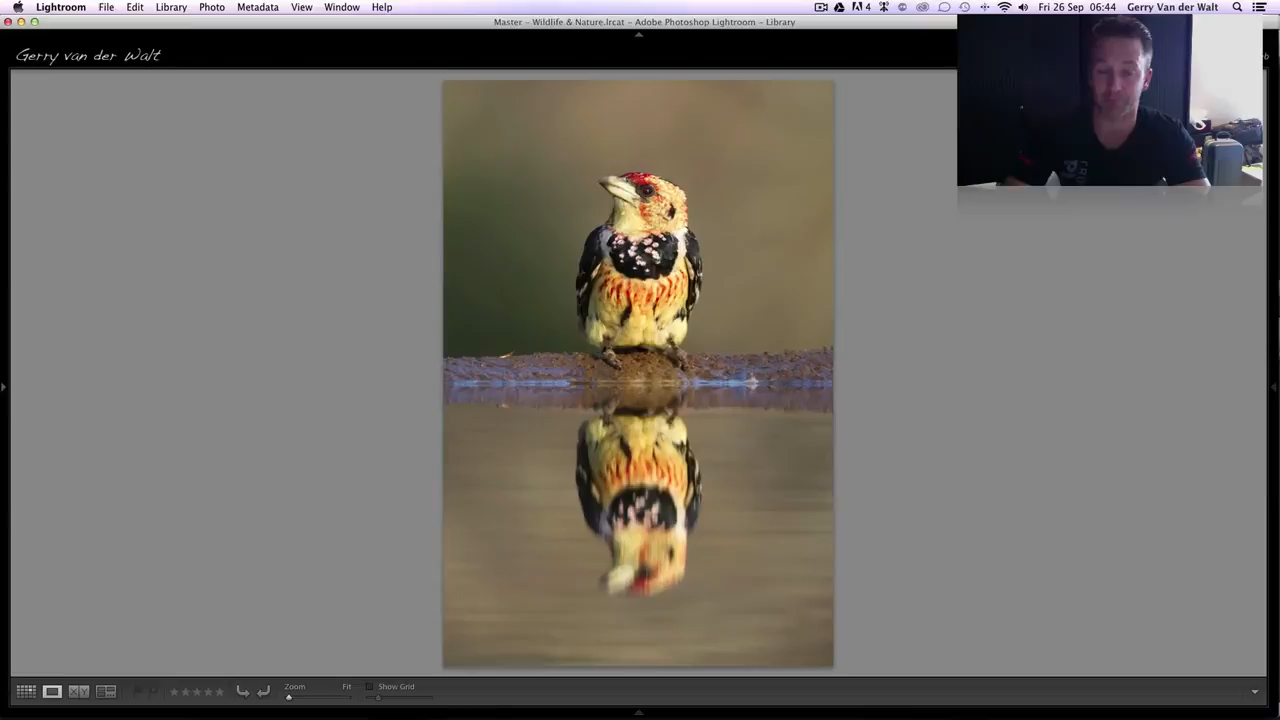 Lightroom File Edit Library Photo Metadata View Window Help 4 Fri 26 Sep 06:44 Gerry Van der Walt
Master – Wildlife & Nature.lrcat – Adobe Photoshop Lightroom – Library
Gerry van der Walt
Zoom Fit Show Grid